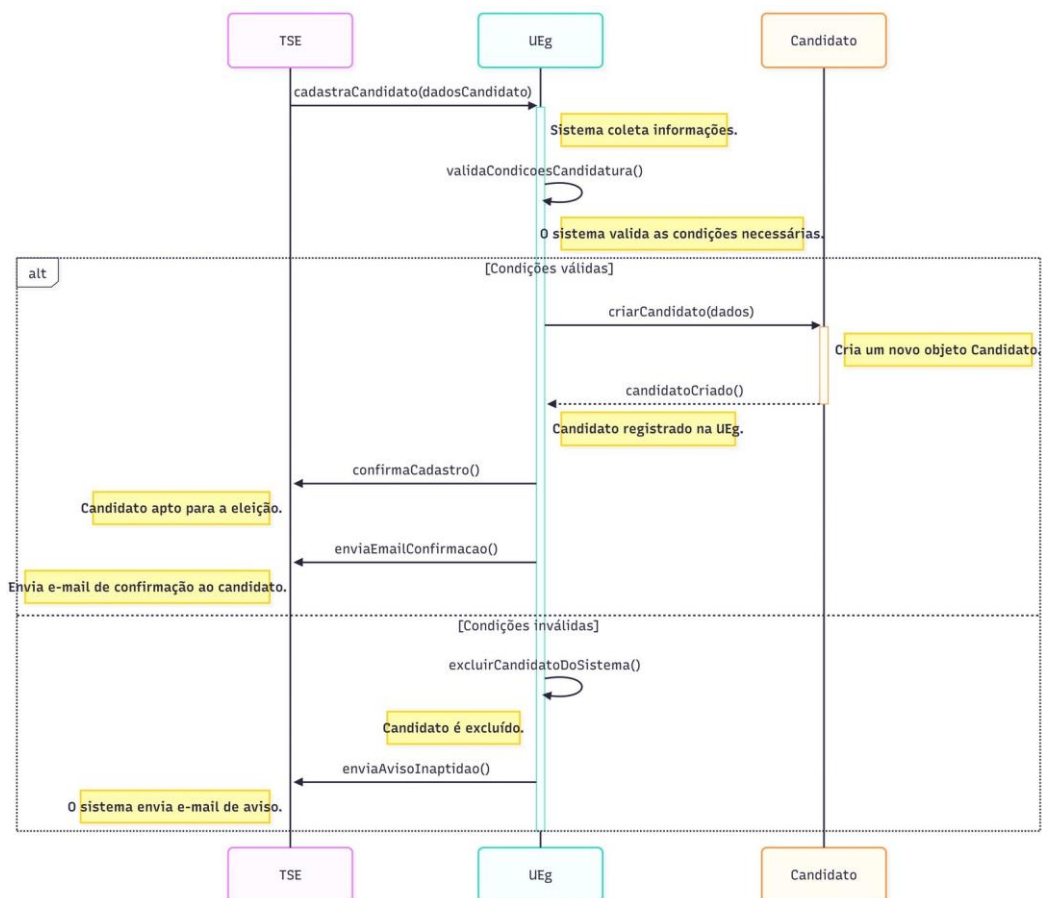 TSE
UEg
Candidato
cadastraCandidato(dadosCandidato)
Sistema coleta informações.
validaCondicoesCandidatura()
O sistema valida as condições necessárias.
alt
[Condições válidas]
criarCandidato(dados)
Cria um novo objeto Candidato.
candidatoCriado()
Candidato registrado na UEg.
confirmaCadastro()
Candidato apto para a eleição.
enviaEmailConfirmacao()
Envia e-mail de confirmação ao candidato.
[Condições inválidas]
excluirCandidatoDoSistema()
Candidato é excluído.
enviaAvisoInaptidao()
O sistema envia e-mail de aviso.
TSE
UEg
Candidato